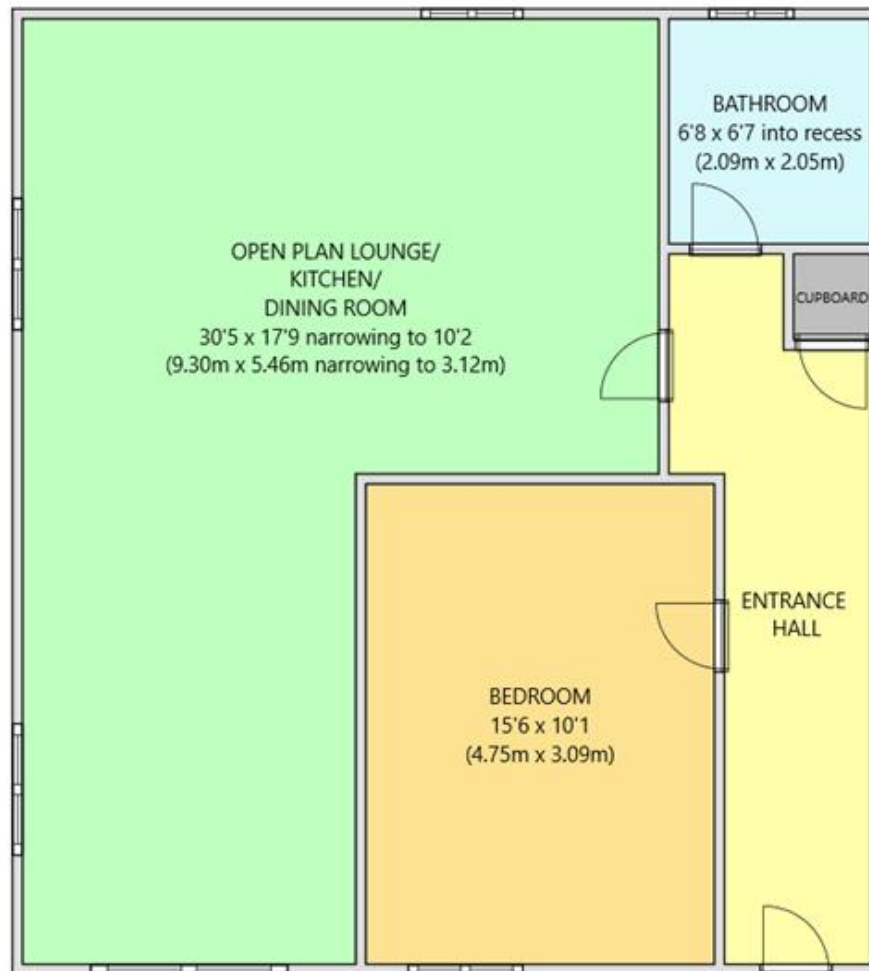 BATHROOM
6'8 x 6'7 into recess
(2.09m x 2.05m)
OPEN PLAN LOUNGE/
KITCHEN/
DINING ROOM
30'5 x 17'9 narrowing to 10'2
(9.30m x 5.46m narrowing to 3.12m)
CUPBOARD
ENTRANCE
HALL
BEDROOM
15'6 x 10'1
(4.75m x 3.09m)